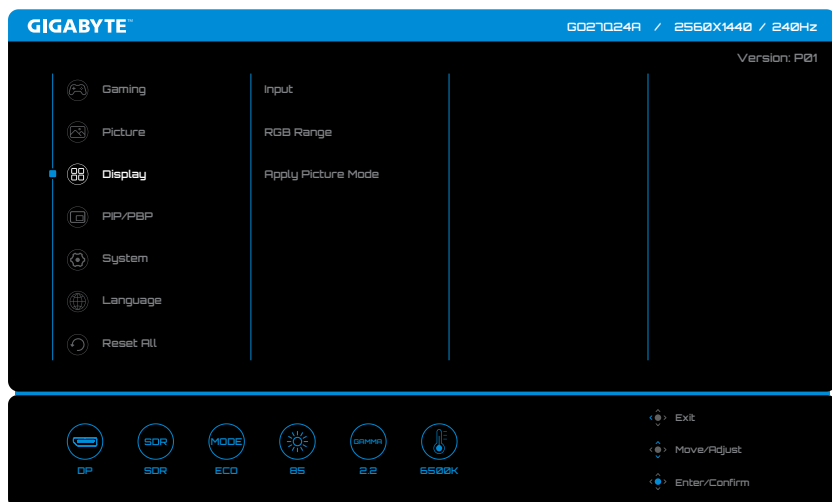 GIGABYTE™
GO27Q24A / 2560X1440 / 240Hz
Version: P01
Gaming
Input
Picture
RGB Range
Display
Apply Picture Mode
PIP/PBP
System
Language
Reset All
SDR
MODE
GAMMA
DP
SDR
ECO
85
2.2
6500K
Exit
Move/Adjust
Enter/Confirm